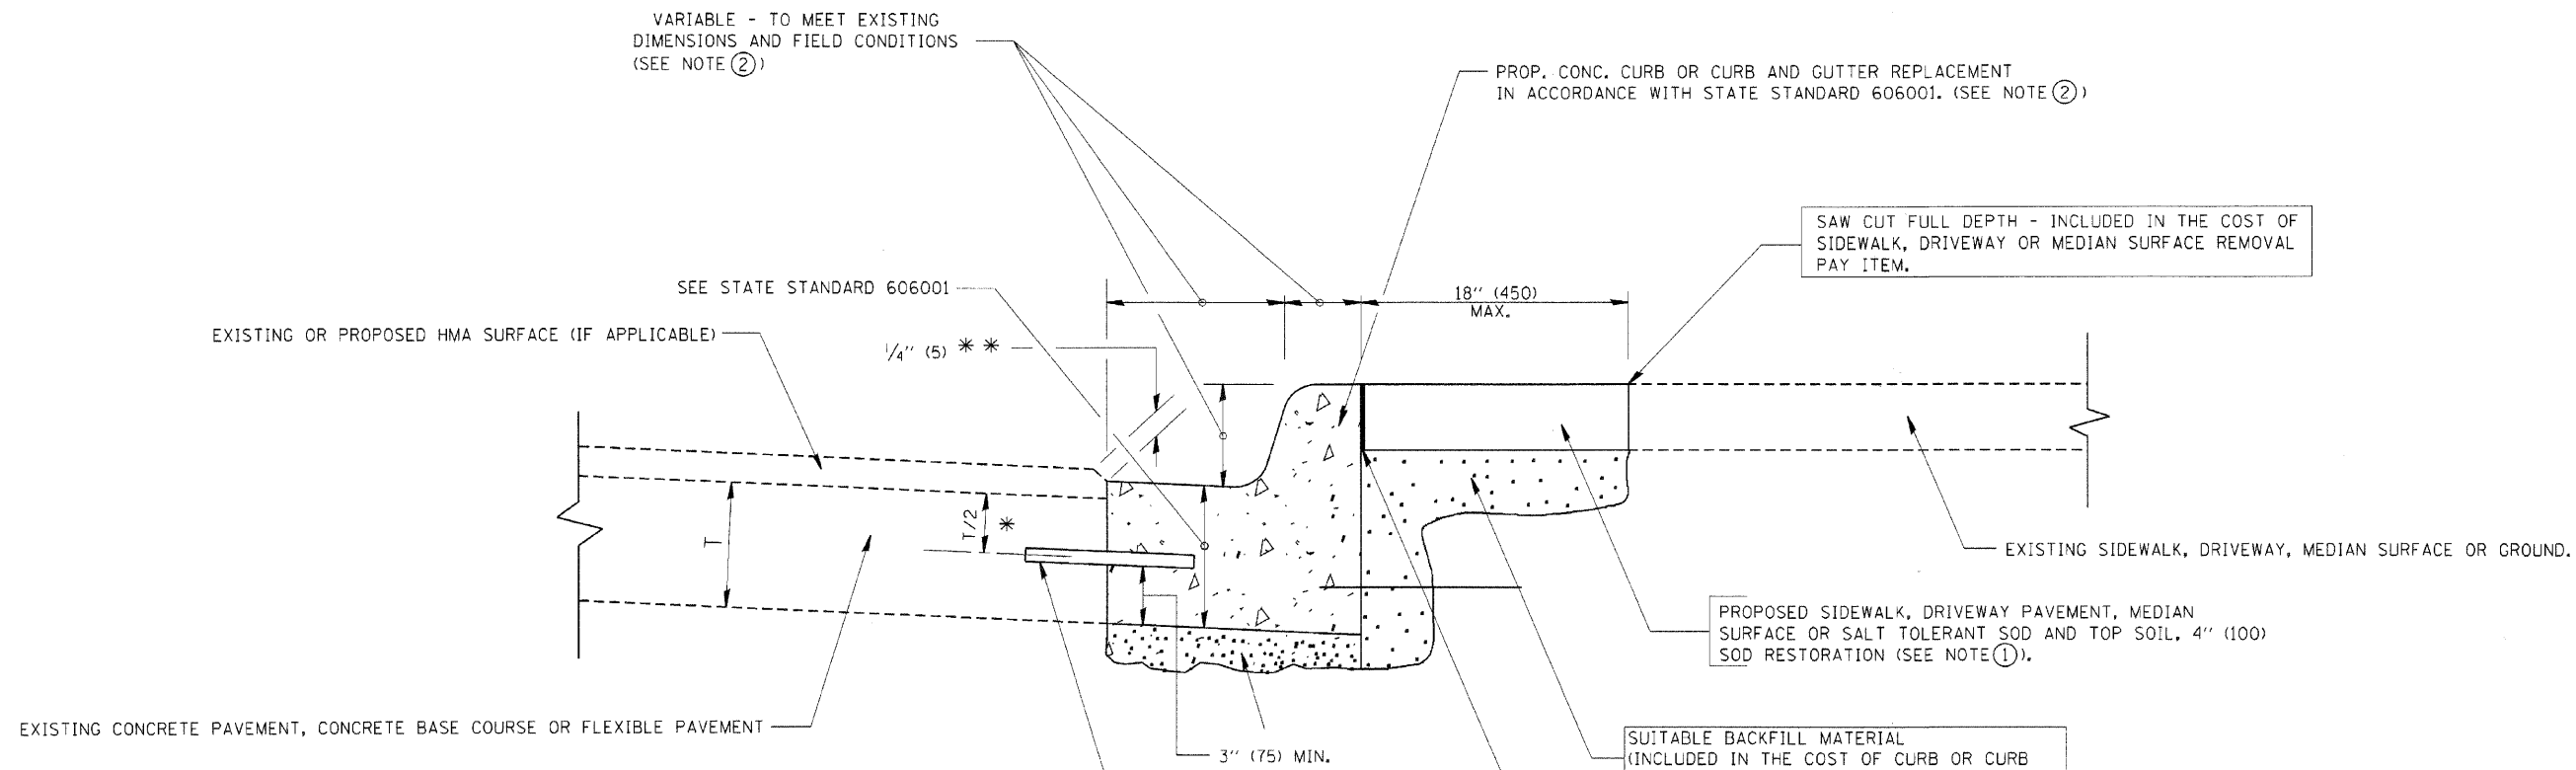 VARIABLE - TO MEET EXISTING
DIMENSIONS AND FIELD CONDITIONS
(SEE NOTE ②)
PROP. CONC. CURB OR CURB AND GUTTER REPLACEMENT
IN ACCORDANCE WITH STATE STANDARD 606001. (SEE NOTE ②)
SAW CUT FULL DEPTH - INCLUDED IN THE COST OF
SIDEWALK, DRIVEWAY OR MEDIAN SURFACE REMOVAL
PAY ITEM.
SEE STATE STANDARD 606001
18" (450)
MAX.
EXISTING OR PROPOSED HMA SURFACE (IF APPLICABLE)
1/4" (5) * *
T
T/2
*
EXISTING SIDEWALK, DRIVEWAY, MEDIAN SURFACE OR GROUND.
PROPOSED SIDEWALK, DRIVEWAY PAVEMENT, MEDIAN
SURFACE OR SALT TOLERANT SOD AND TOP SOIL, 4" (100)
SOD RESTORATION (SEE NOTE ①).
EXISTING CONCRETE PAVEMENT, CONCRETE BASE COURSE OR FLEXIBLE PAVEMENT
3" (75) MIN.
SUITABLE BACKFILL MATERIAL
(INCLUDED IN THE COST OF CURB OR CURB